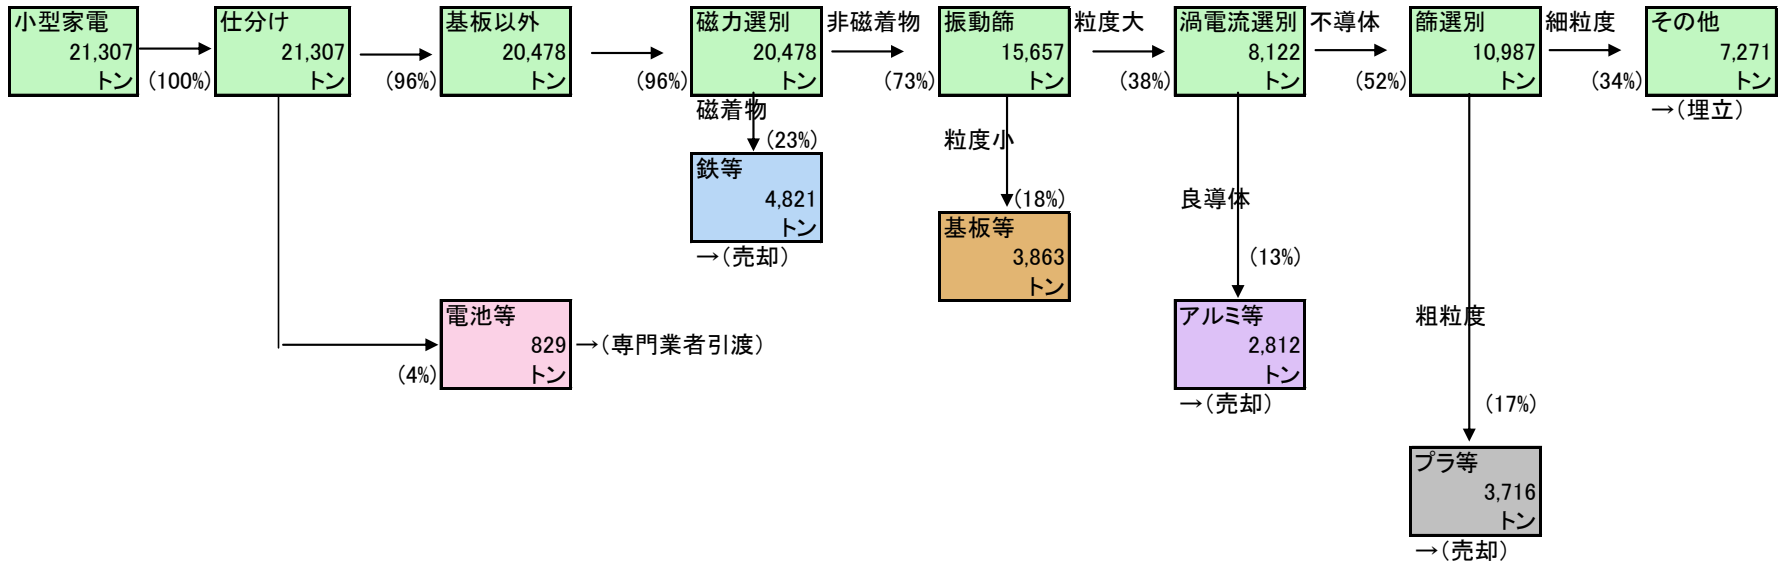 小型家電
21,307
トン
(100%)
仕分け
21,307
トン
(96%)
基板以外
20,478
トン
(96%)
磁力選別
20,478
トン
非磁着物
(73%)
振動篩
15,657
トン
粒度大
(38%)
渦電流選別
8,122
トン
不導体
(52%)
篩選別
10,987
トン
細粒度
(34%)
その他
7,271
トン
→(埋立)
磁着物
(23%)
鉄等
4,821
トン
→(売却)
粒度小
(18%)
基板等
3,863
トン
良導体
(13%)
アルミ等
2,812
トン
→(売却)
(4%)
電池等
829
トン
→(専門業者引渡)
粗粒度
(17%)
プラ等
3,716
トン
→(売却)